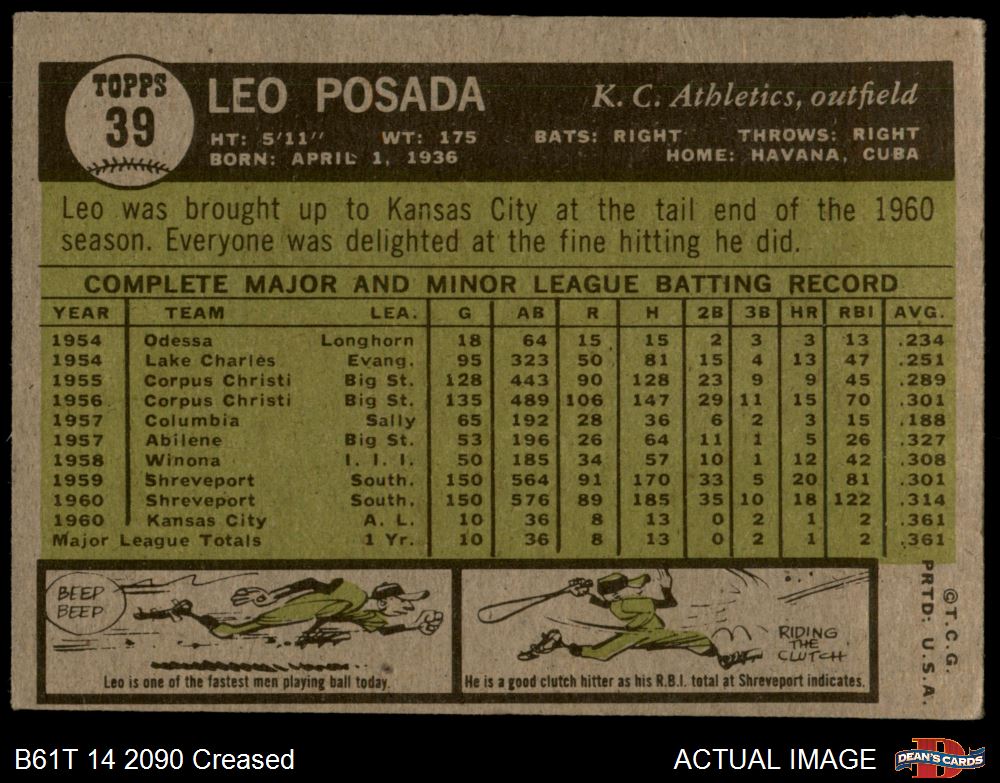 TOPPS
39
LEO POSADA
K. C. Athletics, outfield
HT: 5'11" WT: 175 BATS: RIGHT THROWS: RIGHT
BORN: APRIL 1, 1936 HOME: HAVANA, CUBA
Leo was brought up to Kansas City at the tail end of the 1960
season. Everyone was delighted at the fine hitting he did.
COMPLETE MAJOR AND MINOR LEAGUE BATTING RECORD
YEAR TEAM LEA. G AB R H 2B 3B HR RBI AVG.
1954 Odessa Longhorn 18 64 15 15 2 3 3 13 .234
1954 Lake Charles Evang. 95 323 50 81 15 4 13 47 .251
1955 Corpus Christi Big St. 128 443 90 128 23 9 9 45 .289
1956 Corpus Christi Big St. 135 489 106 147 29 11 15 70 .301
1957 Columbia Sally 65 192 28 36 6 2 3 15 .188
1957 Abilene Big St. 53 196 26 64 11 1 5 26 .327
1958 Winona I. I. I. 50 185 34 57 10 1 12 42 .308
1959 Shreveport South. 150 564 91 170 33 5 20 81 .301
1960 Shreveport South. 150 576 89 185 35 10 18 122 .314
1960 Kansas City A. L. 10 36 8 13 0 2 1 2 .361
Major League Totals 1 Yr. 10 36 8 13 0 2 1 2 .361
BEEP
BEEP
Leo is one of the fastest men playing ball today.
RIDING
THE
CLUTCH
He is a good clutch hitter as his R.B.I. total at Shreveport indicates.
©T.C.G.
PRTD: U.S.A.
B61T 14 2090 Creased
ACTUAL IMAGE
D
DEAN'S CARDS